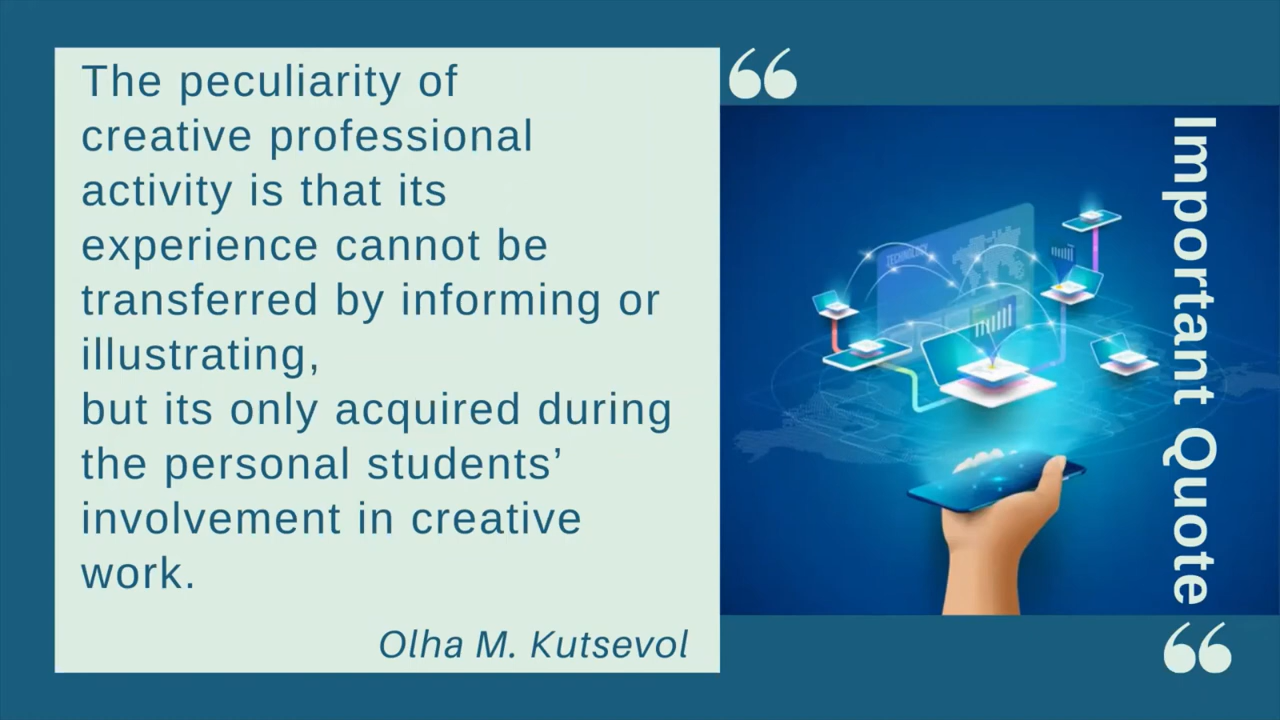 The peculiarity of
creative professional
activity is that its
experience cannot be
transferred by informing or
illustrating,
but its only acquired during
the personal students’
involvement in creative
work.
Olha M. Kutsevol
“
TECHNOLOGY
Important Quote
“